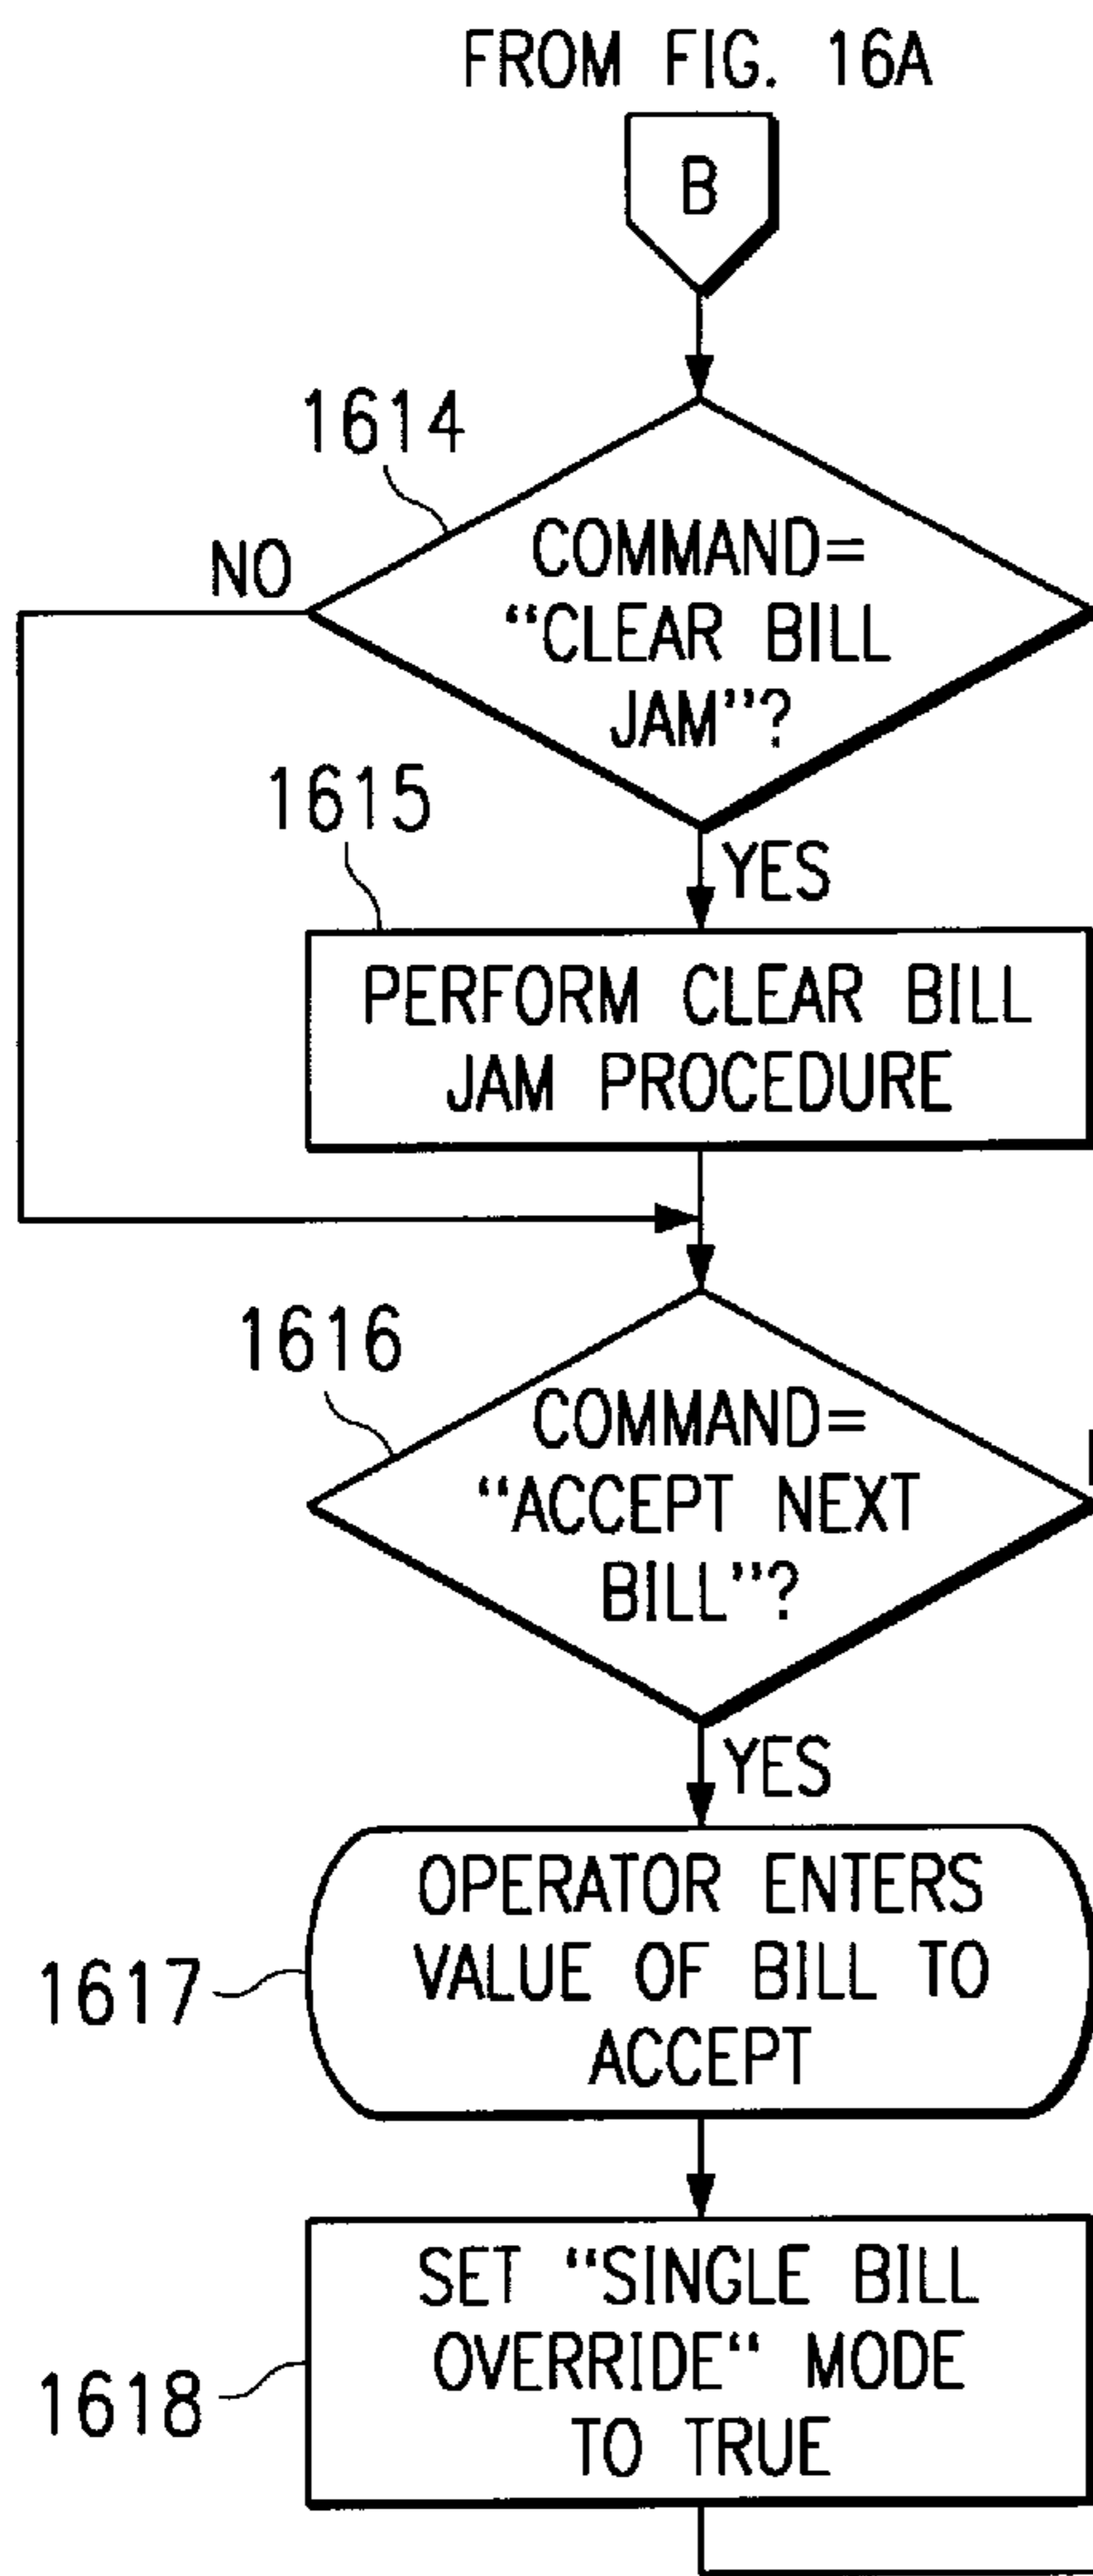 FROM FIG. 16A
B
1614
NO
COMMAND=
“CLEAR BILL
JAM”?
1615
YES
PERFORM CLEAR BILL
JAM PROCEDURE
1616
COMMAND=
“ACCEPT NEXT
BILL”?
YES
OPERATOR ENTERS
VALUE OF BILL TO
ACCEPT
1617
SET “SINGLE BILL
OVERRIDE“ MODE
TO TRUE
1618